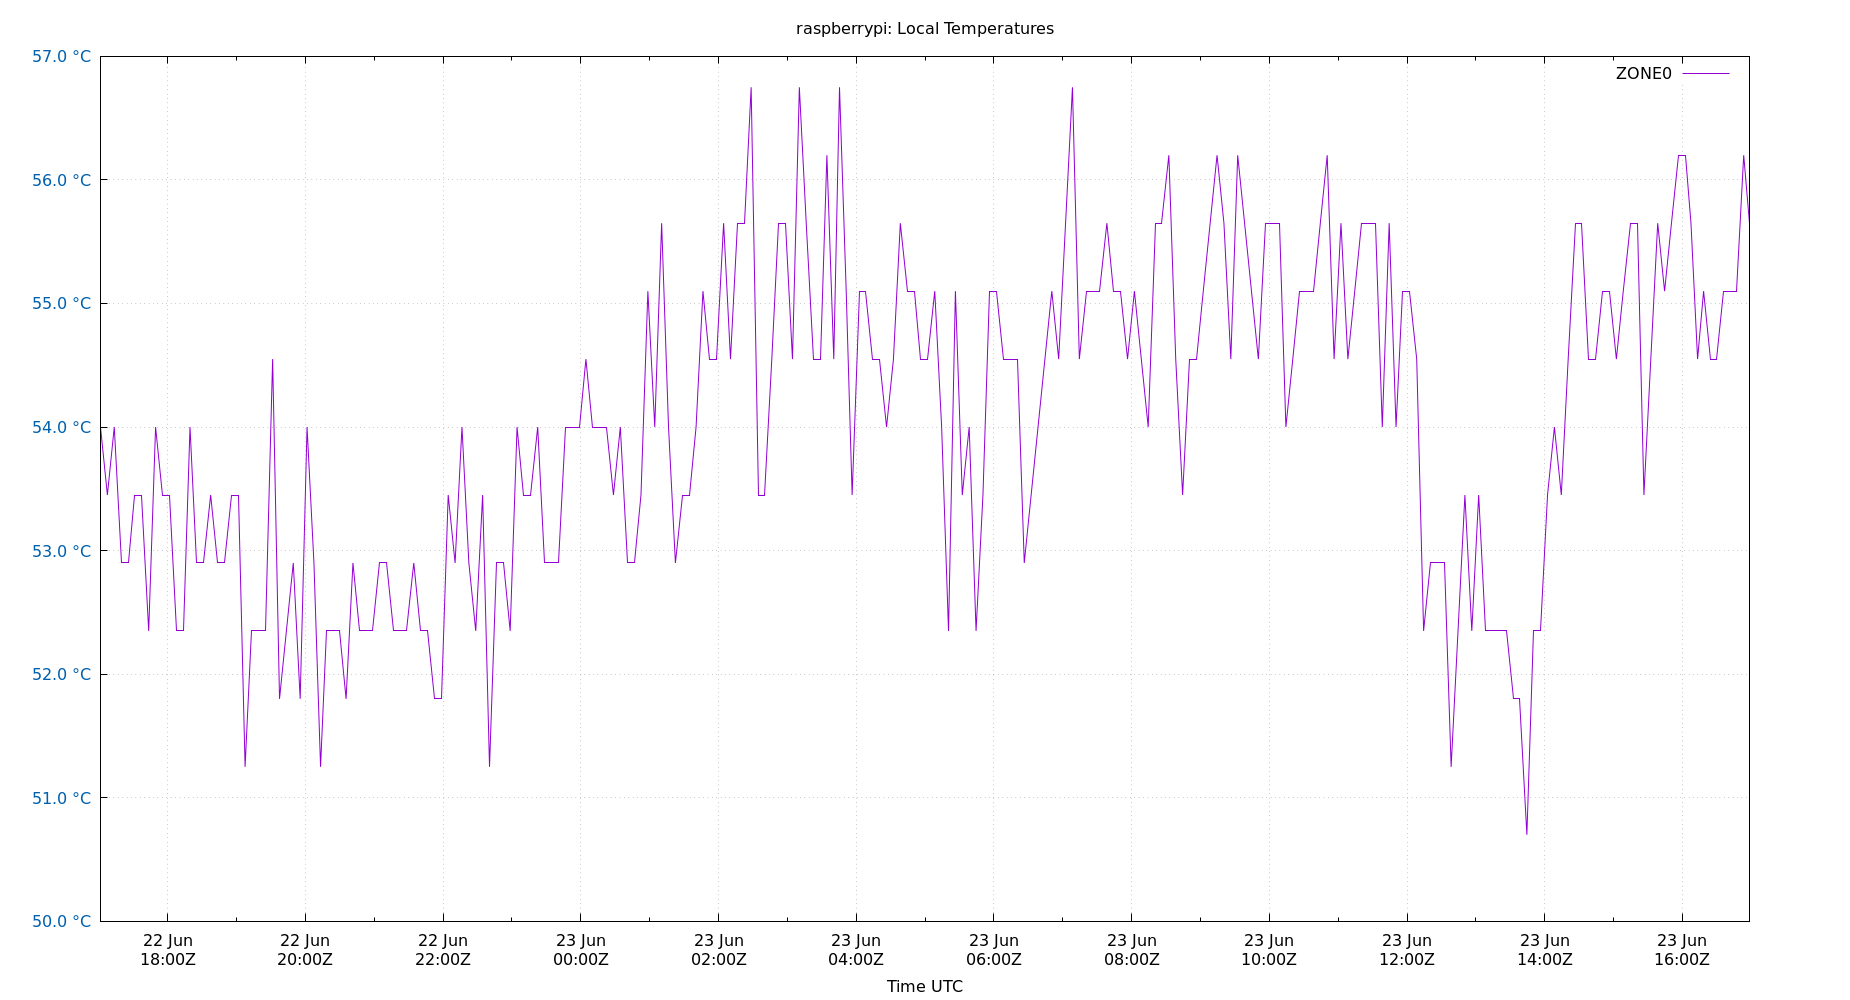 raspberrypi: Local Temperatures
57.0 °C
ZONE0
56.0 °C
55.0 °C
54.0 °C
53.0 °C
52.0 °C
51.0 °C
50.0 °C
22 Jun 22 Jun 22 Jun 23 Jun 23 Jun 23 Jun 23 Jun 23 Jun 23 Jun 23 Jun 23 Jun 23 Jun
18:00Z 20:00Z 22:00Z 00:00Z 02:00Z 04:00Z 06:00Z 08:00Z 10:00Z 12:00Z 14:00Z 16:00Z
Time UTC